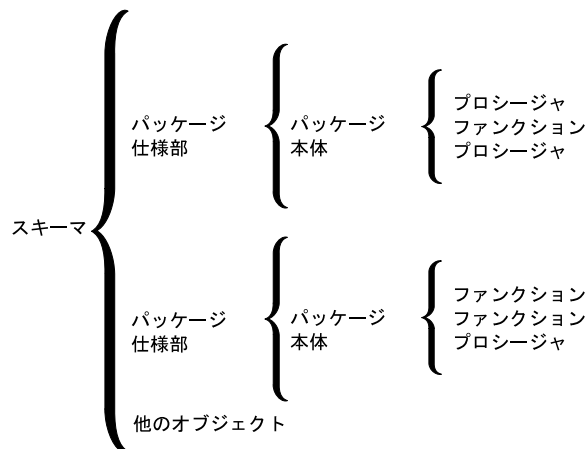 スキーマ
パッケージ
仕様部
パッケージ
本体
プロシージャ
ファンクション
プロシージャ
パッケージ
仕様部
パッケージ
本体
ファンクション
ファンクション
プロシージャ
他のオブジェクト